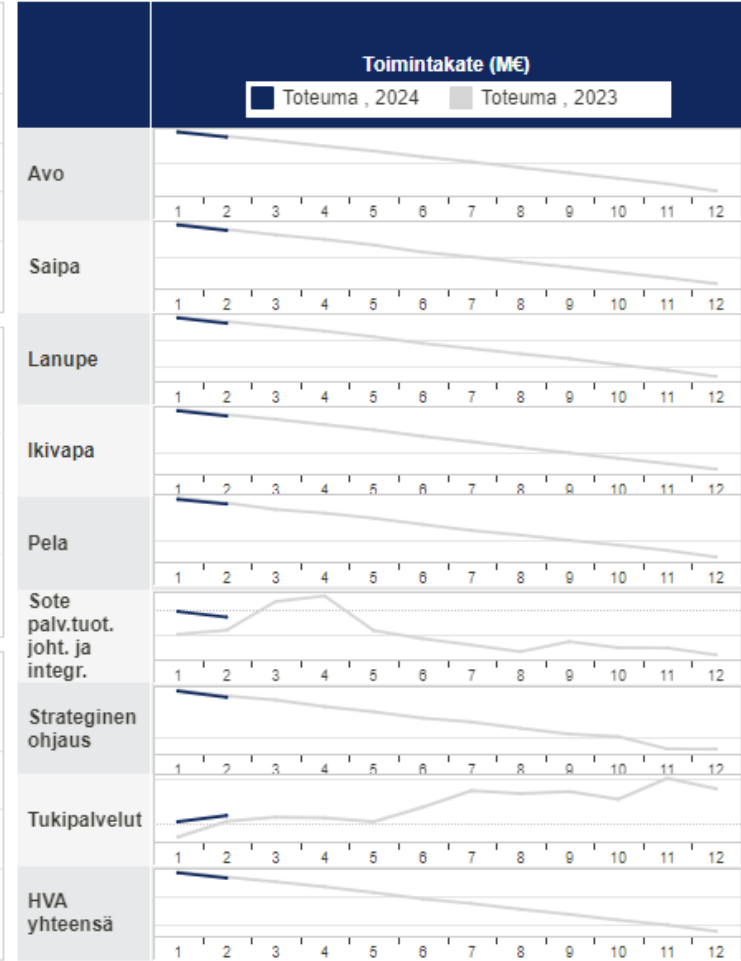 Toimintakate (M€)
Toteuma , 2024 Toteuma , 2023
Avo
1 2 3 4 5 6 7 8 9 10 11 12
Saipa
1 2 3 4 5 6 7 8 9 10 11 12
Lanupe
1 2 3 4 5 6 7 8 9 10 11 12
Ikivapa
1 2 3 4 5 6 7 8 9 10 11 12
Pela
1 2 3 4 5 6 7 8 9 10 11 12
Sote
palv.tuot.
joht. ja
integr.
1 2 3 4 5 6 7 8 9 10 11 12
Strateginen
ohjaus
1 2 3 4 5 6 7 8 9 10 11 12
Tukipalvelut
1 2 3 4 5 6 7 8 9 10 11 12
HVA
yhteensä
1 2 3 4 5 6 7 8 9 10 11 12